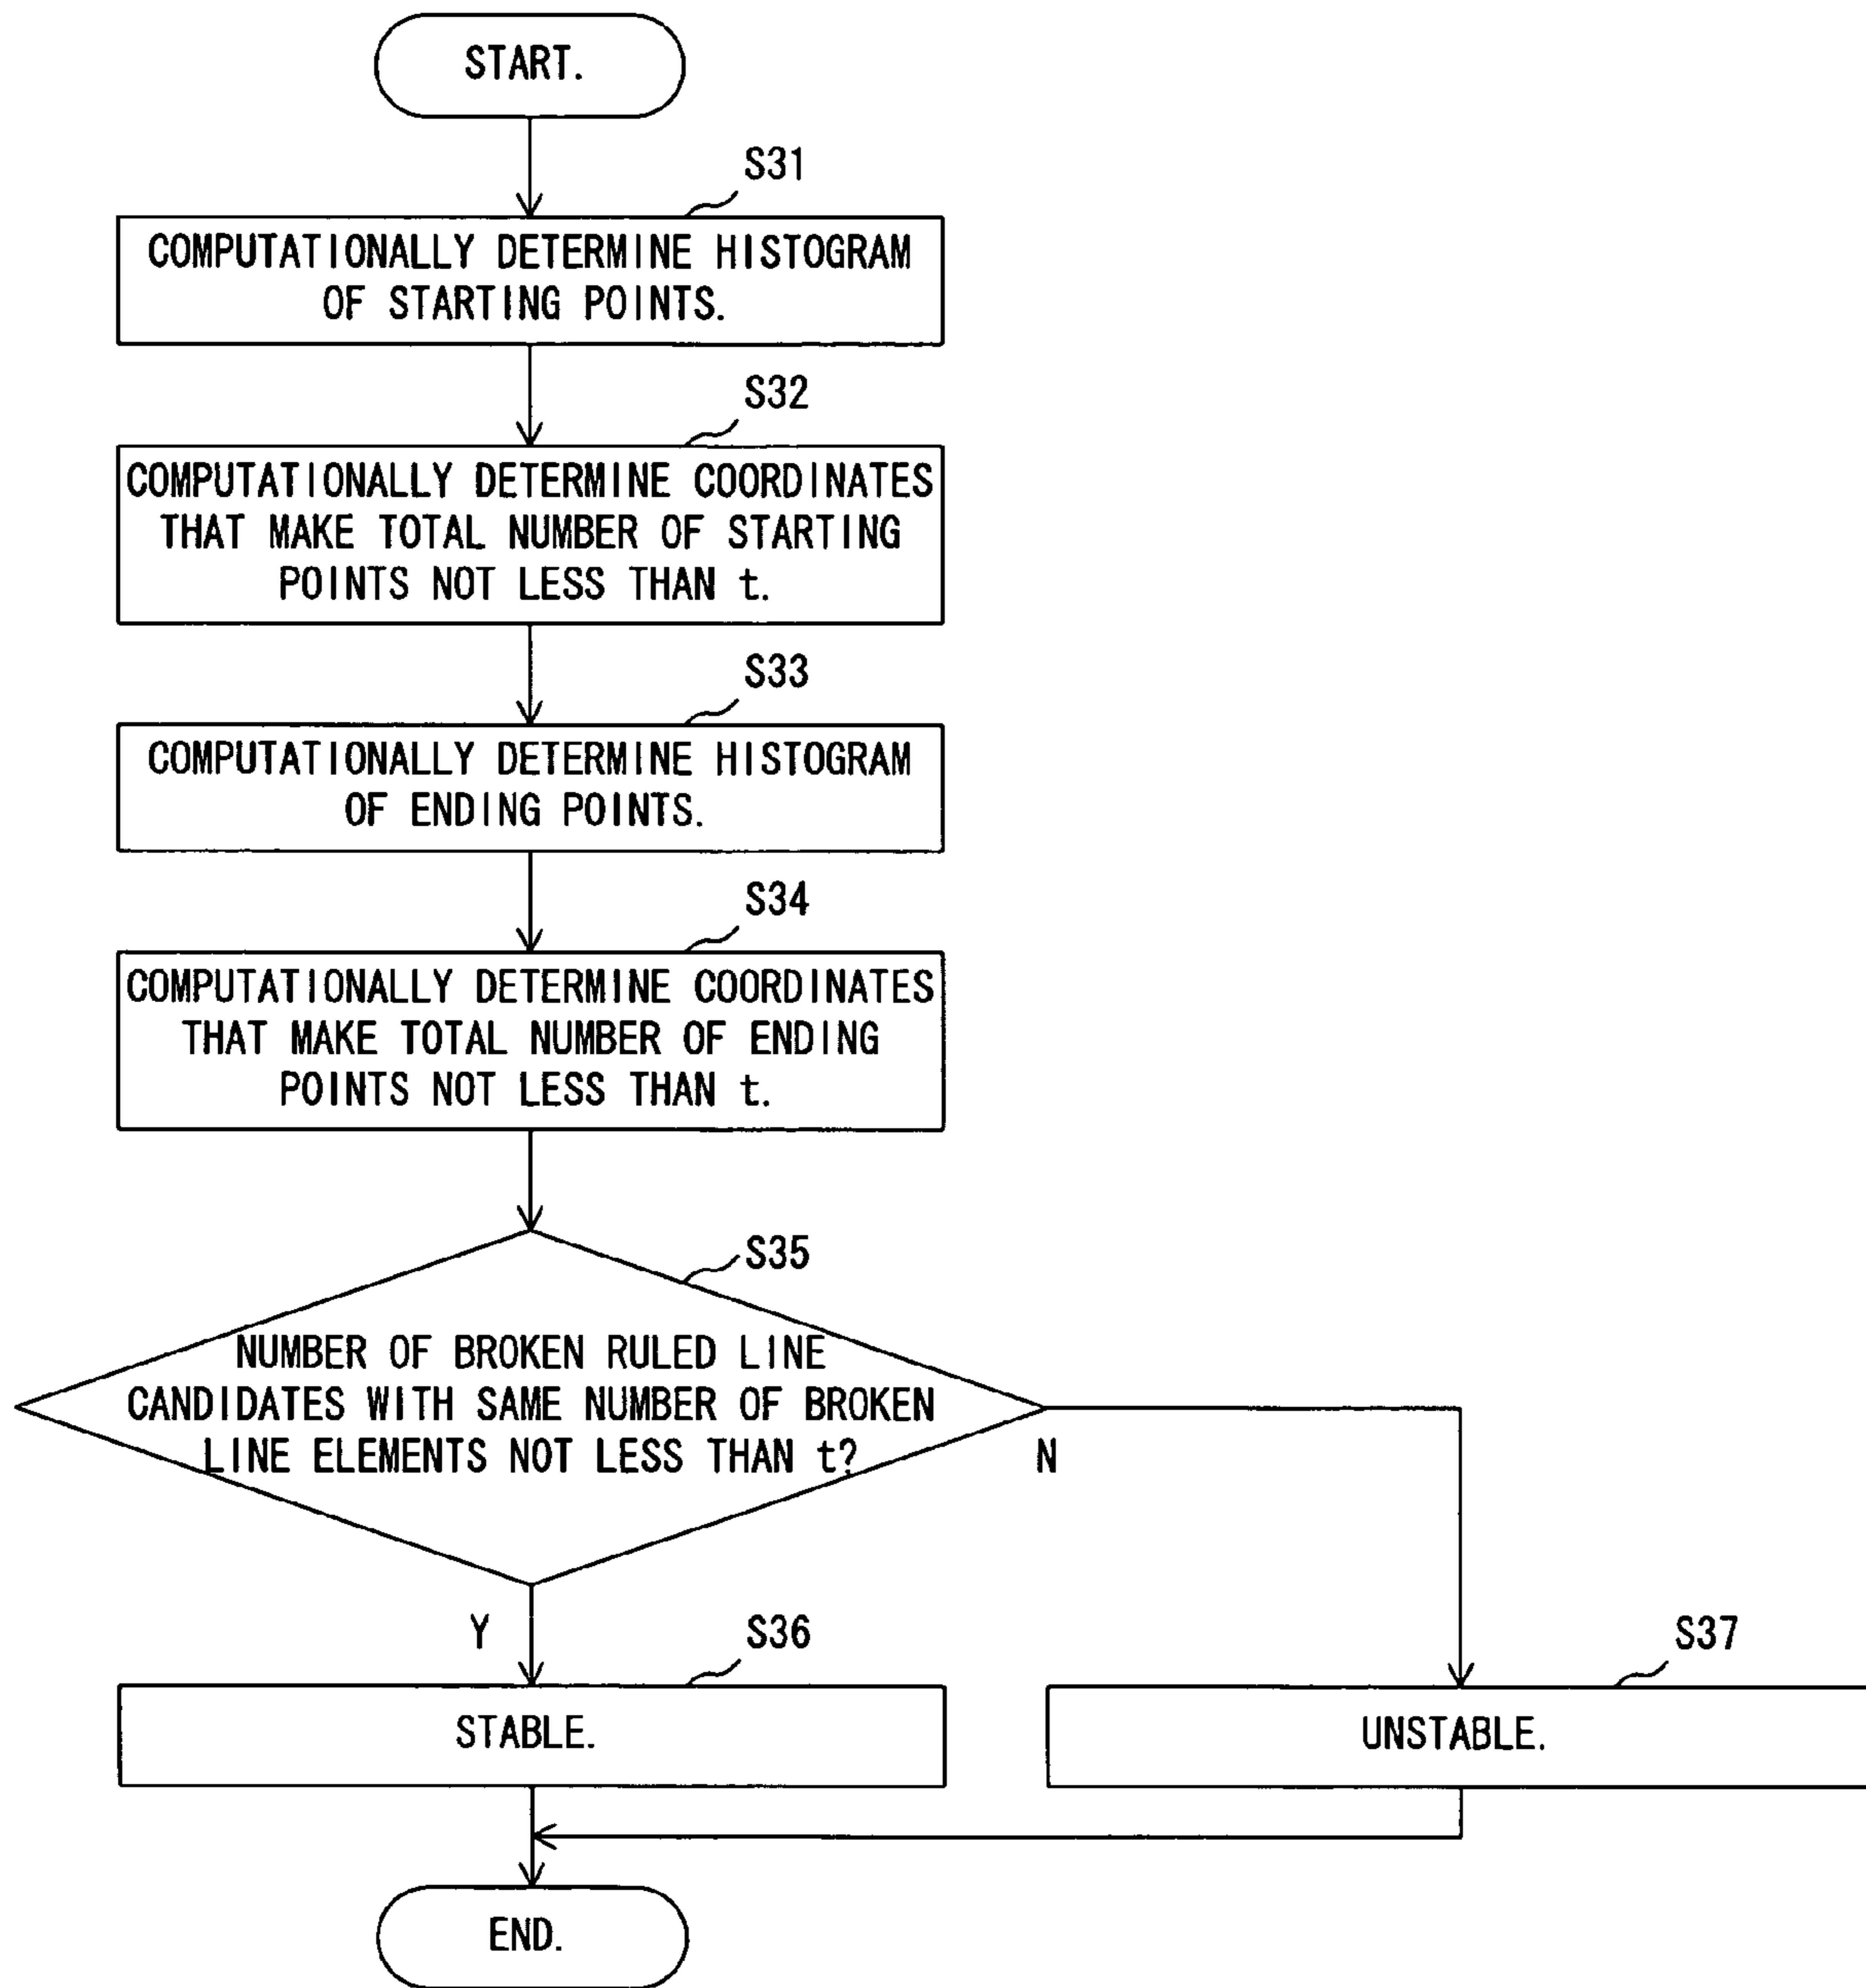 START.
S31
COMPUTATIONALLY DETERMINE HISTOGRAM
OF STARTING POINTS.
S32
COMPUTATIONALLY DETERMINE COORDINATES
THAT MAKE TOTAL NUMBER OF STARTING
POINTS NOT LESS THAN t.
S33
COMPUTATIONALLY DETERMINE HISTOGRAM
OF ENDING POINTS.
S34
COMPUTATIONALLY DETERMINE COORDINATES
THAT MAKE TOTAL NUMBER OF ENDING
POINTS NOT LESS THAN t.
S35
NUMBER OF BROKEN RULED LINE
CANDIDATES WITH SAME NUMBER OF BROKEN
LINE ELEMENTS NOT LESS THAN t?
N
Y
S36
STABLE.
S37
UNSTABLE.
END.